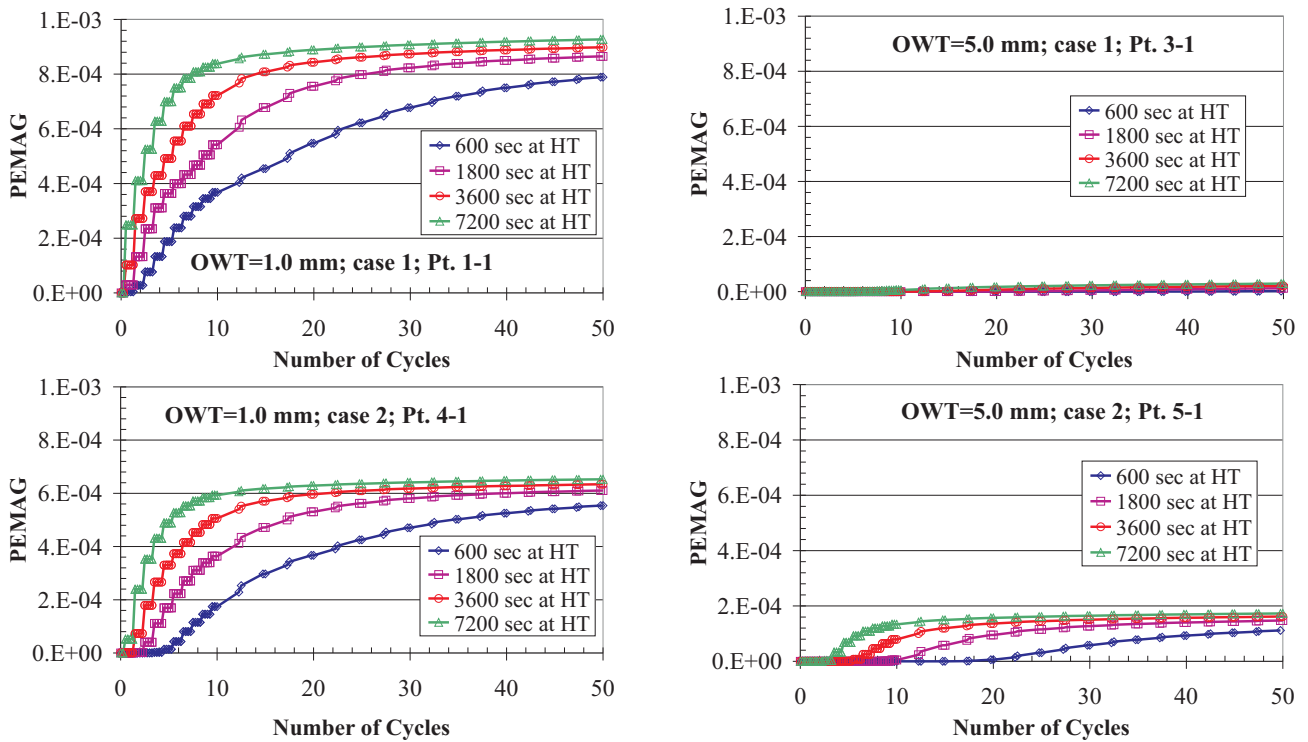 1.E-03
8.E-04
6.E-04
4.E-04
2.E-04
0.E+00
PEMAG
600 sec at HT
1800 sec at HT
3600 sec at HT
7200 sec at HT
OWT=1.0 mm; case 1; Pt. 1-1
0 10 20 30 40 50
Number of Cycles
1.E-03
8.E-04
6.E-04
4.E-04
2.E-04
0.E+00
PEMAG
OWT=5.0 mm; case 1; Pt. 3-1
600 sec at HT
1800 sec at HT
3600 sec at HT
7200 sec at HT
0 10 20 30 40 50
Number of Cycles
1.E-03
8.E-04
6.E-04
4.E-04
2.E-04
0.E+00
PEMAG
OWT=1.0 mm; case 2; Pt. 4-1
600 sec at HT
1800 sec at HT
3600 sec at HT
7200 sec at HT
0 10 20 30 40 50
Number of Cycles
1.E-03
8.E-04
6.E-04
4.E-04
2.E-04
0.E+00
PEMAG
OWT=5.0 mm; case 2; Pt. 5-1
600 sec at HT
1800 sec at HT
3600 sec at HT
7200 sec at HT
0 10 20 30 40 50
Number of Cycles